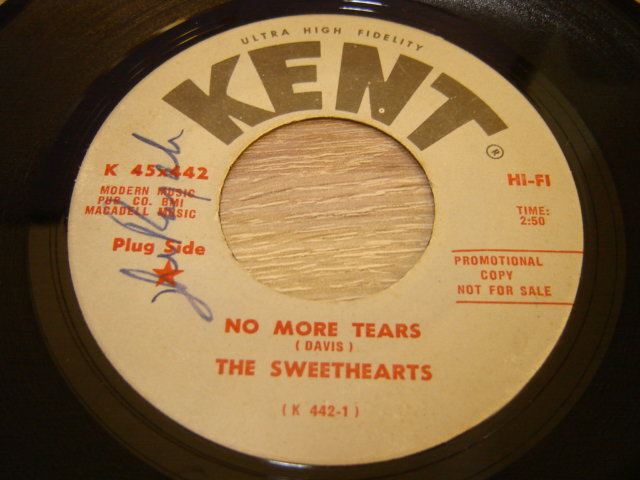 ULTRA HIGH FIDELITY
KENT
®
K 45x442
MODERN MUSIC
PUB. CO. BMI
MACADELL MUSIC
Plug Side
HI-FI
TIME:
2:50
PROMOTIONAL
COPY
NOT FOR SALE
NO MORE TEARS
(DAVIS)
THE SWEETHEARTS
(K 442-1)